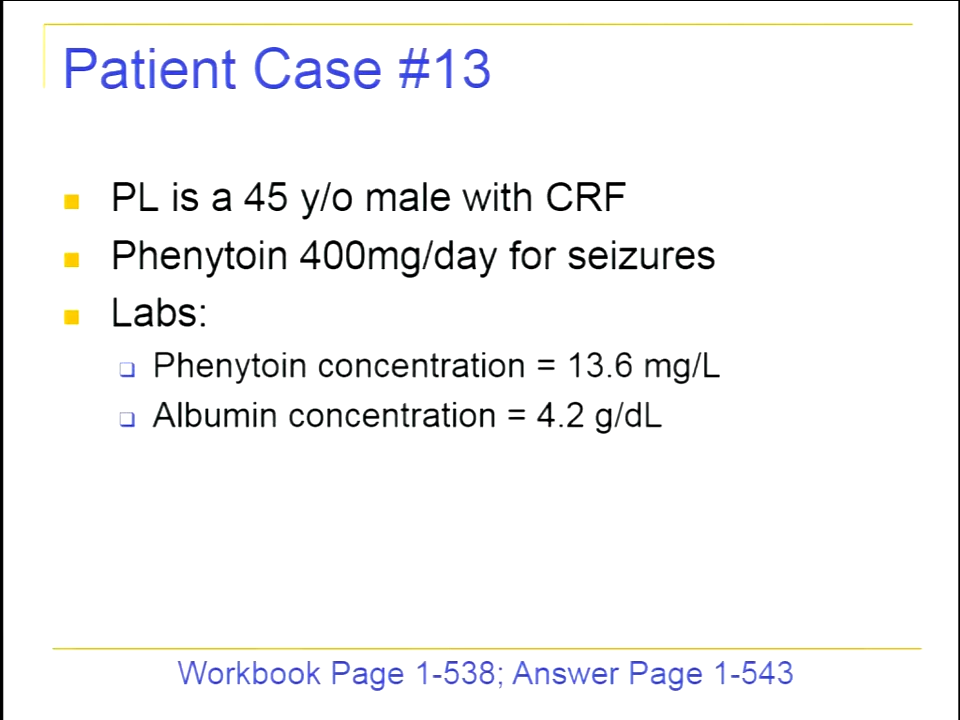 Patient Case #13
PL is a 45 y/o male with CRF
Phenytoin 400mg/day for seizures
Labs:
Phenytoin concentration = 13.6 mg/L
Albumin concentration = 4.2 g/dL
Workbook Page 1-538; Answer Page 1-543